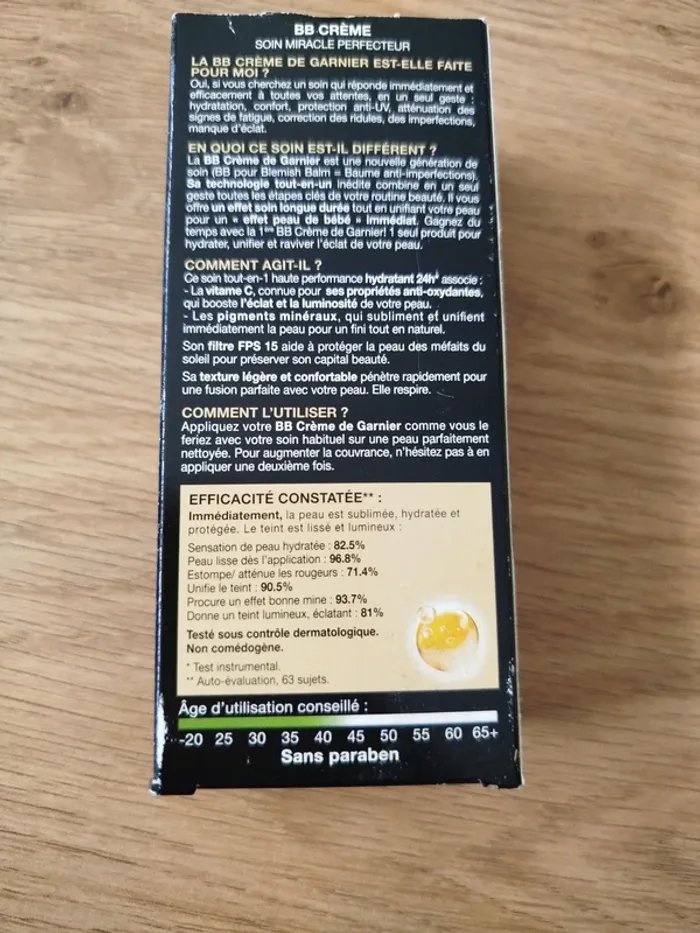 BB CRÈME
SOIN MIRACLE PERFECTEUR
LA BB CRÈME DE GARNIER EST-ELLE FAITE
POUR MOI ?
Oui, si vous cherchez un soin qui réponde immédiatement et
efficacement à toutes vos attentes, en un seul geste :
hydratation, confort, protection anti-UV, atténuation des
signes de fatigue, correction des ridules, des imperfections,
manque d'éclat.
EN QUOI CE SOIN EST-IL DIFFÉRENT ?
La BB Crème de Garnier est une nouvelle génération de
soin (BB pour Blemish Balm = Baume anti-imperfections).
Sa technologie tout-en-un inédite combine en un seul
geste toutes les étapes clés de votre routine beauté. Il vous
offre un effet soin longue durée tout en unifiant votre peau
pour un « effet peau de bébé » immédiat. Gagnez du
temps avec la 1ère BB Crème de Garnier! 1 seul produit pour
hydrater, unifier et raviver l'éclat de votre peau.
COMMENT AGIT-IL ?
Ce soin tout-en-1 haute performance hydratant 24h* associe :
- La vitamine C, connue pour ses propriétés anti-oxydantes,
qui booste l'éclat et la luminosité de votre peau.
- Les pigments minéraux, qui subliment et unifient
immédiatement la peau pour un fini tout en naturel.
Son filtre FPS 15 aide à protéger la peau des méfaits du
soleil pour préserver son capital beauté.
Sa texture légère et confortable pénètre rapidement pour
une fusion parfaite avec votre peau. Elle respire.
COMMENT L'UTILISER ?
Appliquez votre BB Crème de Garnier comme vous le
feriez avec votre soin habituel sur une peau parfaitement
nettoyée. Pour augmenter la couvrance, n'hésitez pas à en
appliquer une deuxième fois.
EFFICACITÉ CONSTATÉE** :
Immédiatement, la peau est sublimée, hydratée et
protégée. Le teint est lissé et lumineux :
Sensation de peau hydratée : 82.5%
Peau lisse dès l'application : 96.8%
Estompe/ atténue les rougeurs : 71.4%
Unifie le teint : 90.5%
Procure un effet bonne mine : 93.7%
Donne un teint lumineux, éclatant : 81%
Testé sous contrôle dermatologique.
Non comédogène.
* Test instrumental.
** Auto-évaluation, 63 sujets.
Âge d'utilisation conseillé :
-20 25 30 35 40 45 50 55 60 65+
Sans paraben